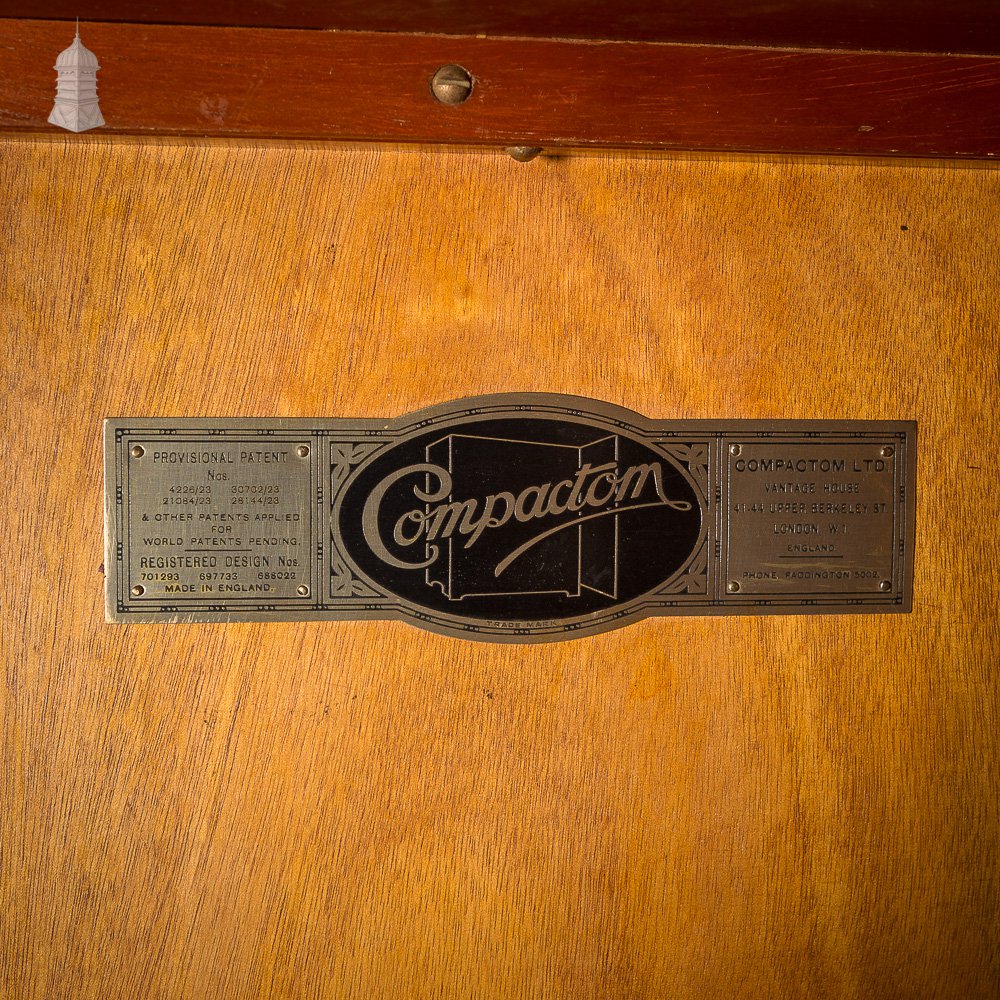 PROVISIONAL PATENT
Nos.
4226/23 30702/23
21084/23 28144/23
& OTHER PATENTS APPLIED
FOR
WORLD PATENTS PENDING.
REGISTERED DESIGN Nos.
701293 697733 688022
MADE IN ENGLAND.
Compactom
TRADE MARK
COMPACTOM LTD.
VANTAGE HOUSE
41-44 UPPER BERKELEY ST.
LONDON. W.1
ENGLAND.
PHONE, PADDINGTON 5002.